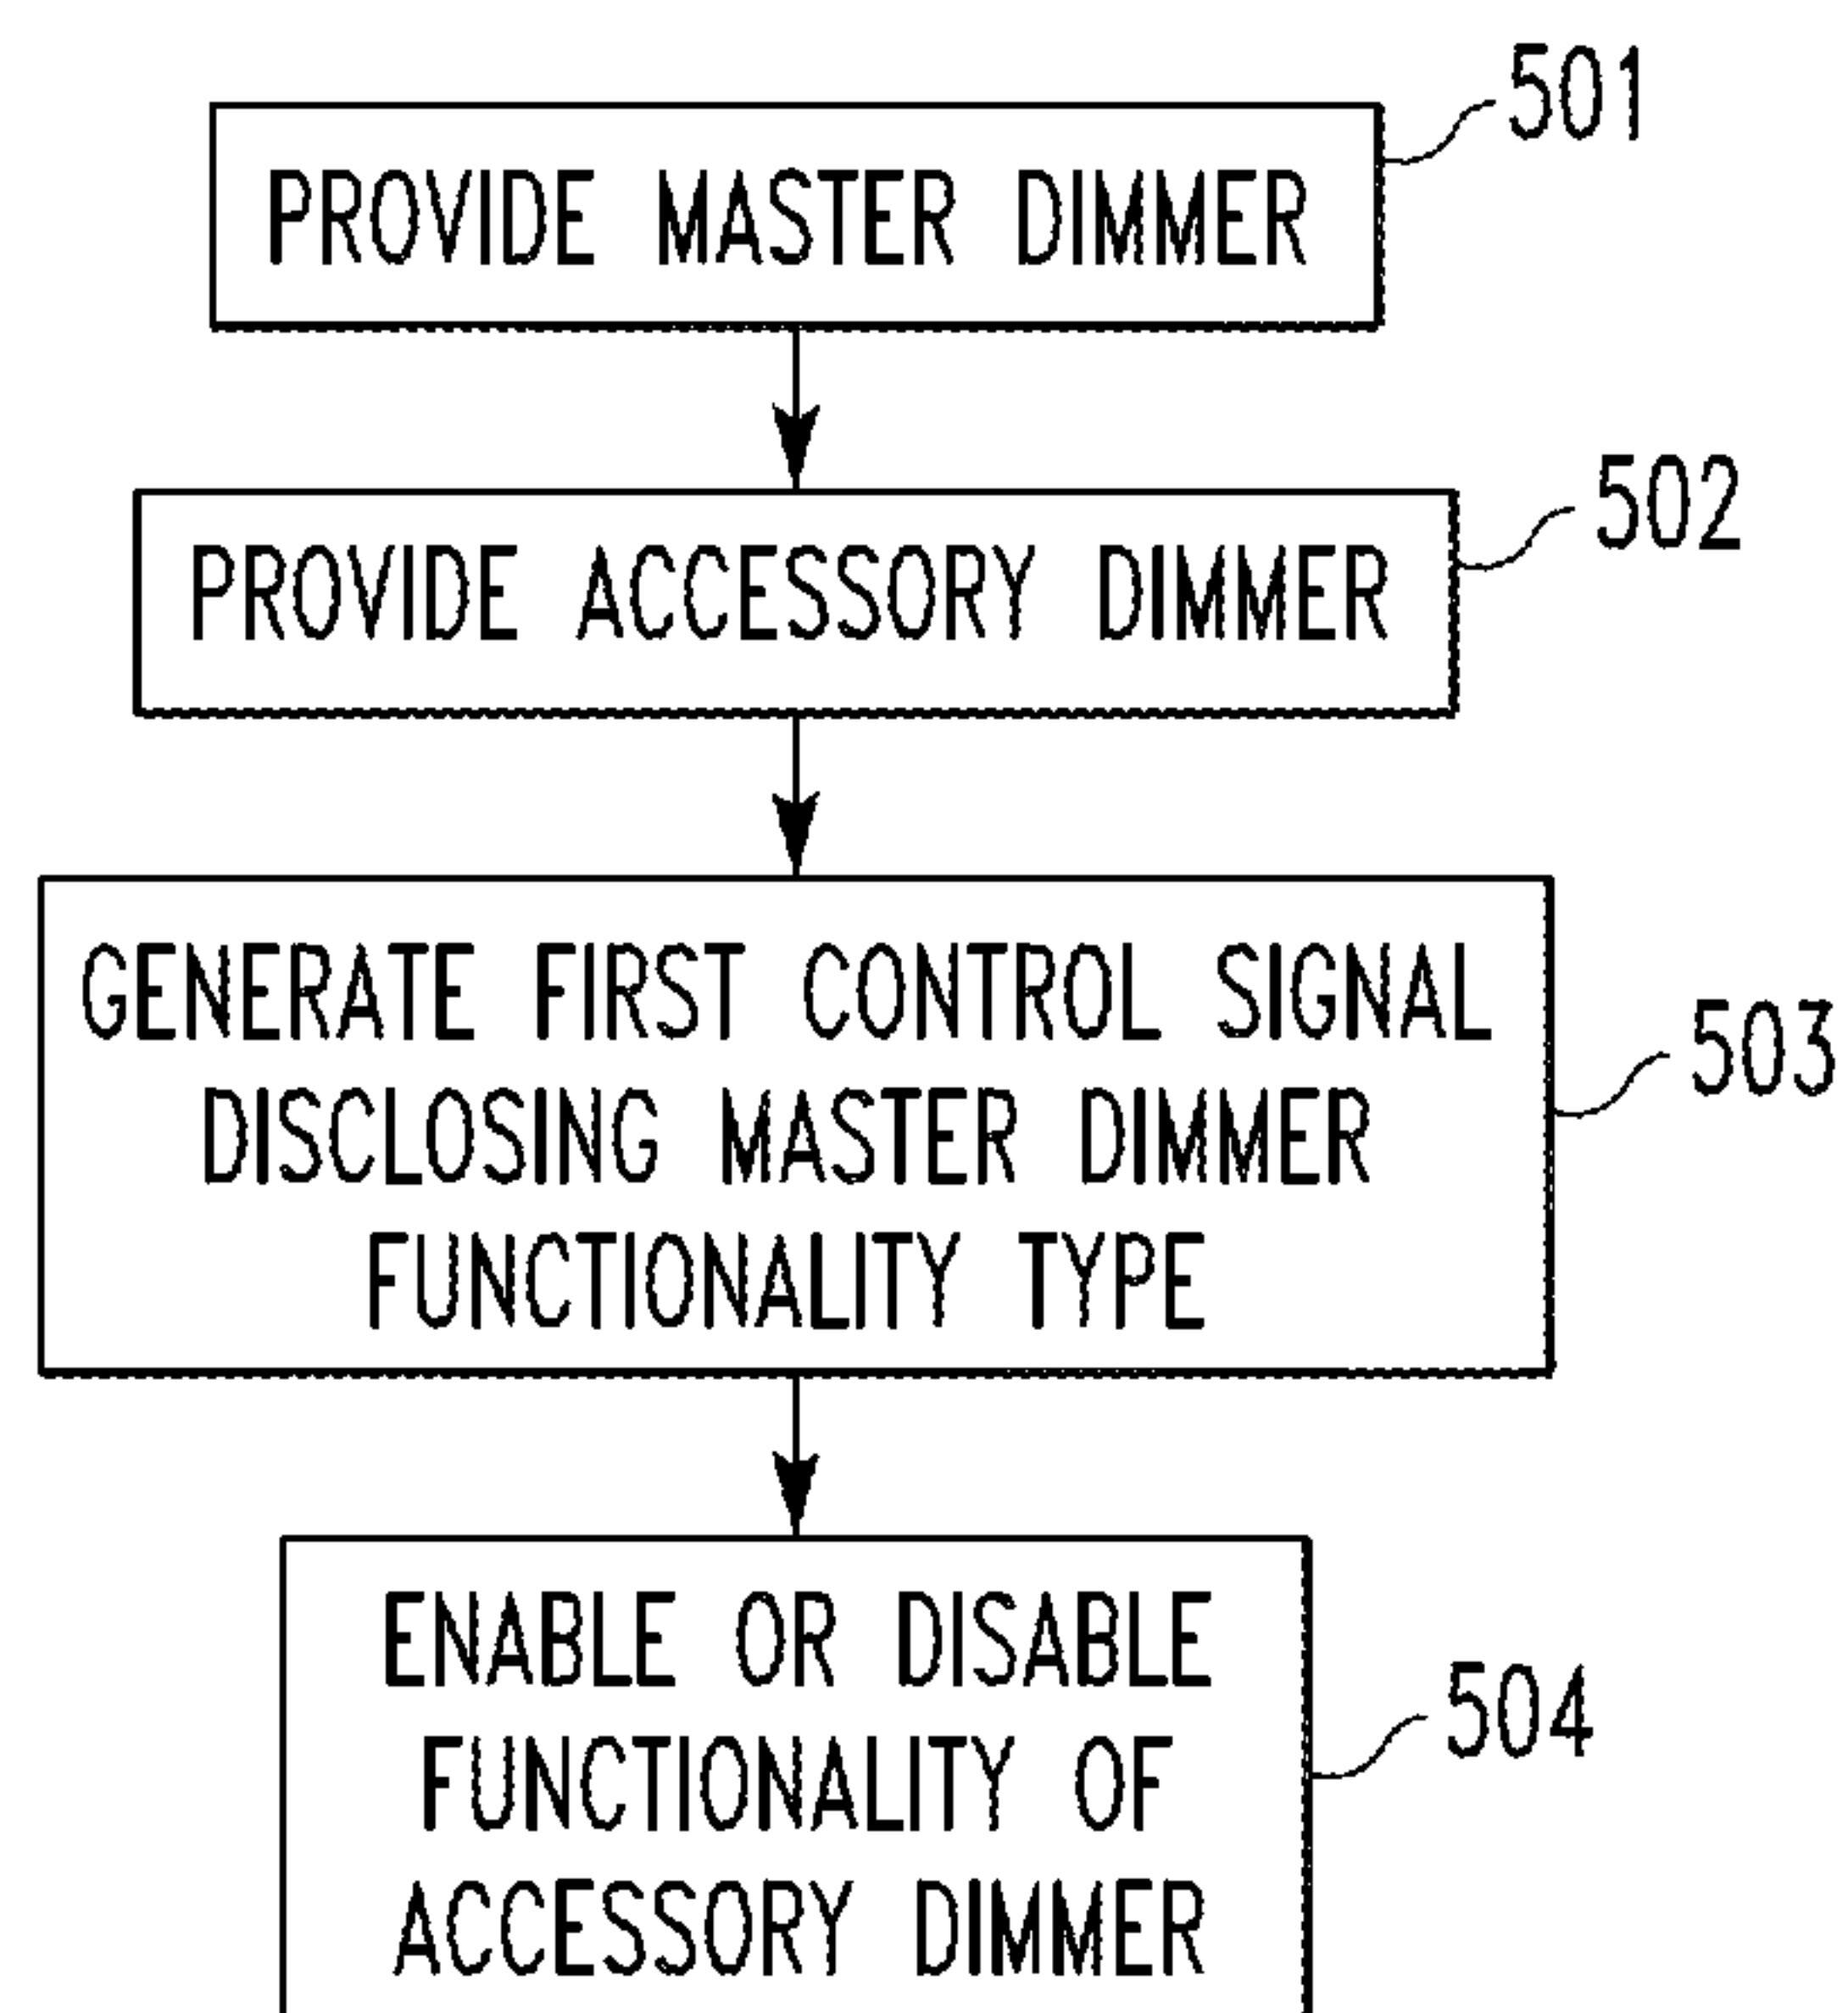 501
PROVIDE MASTER DIMMER
502
PROVIDE ACCESSORY DIMMER
GENERATE FIRST CONTROL SIGNAL
503
DISCLOSING MASTER DIMMER
FUNCTIONALITY TYPE
ENABLE OR DISABLE
504
FUNCTIONALITY OF
ACCESSORY DIMMER